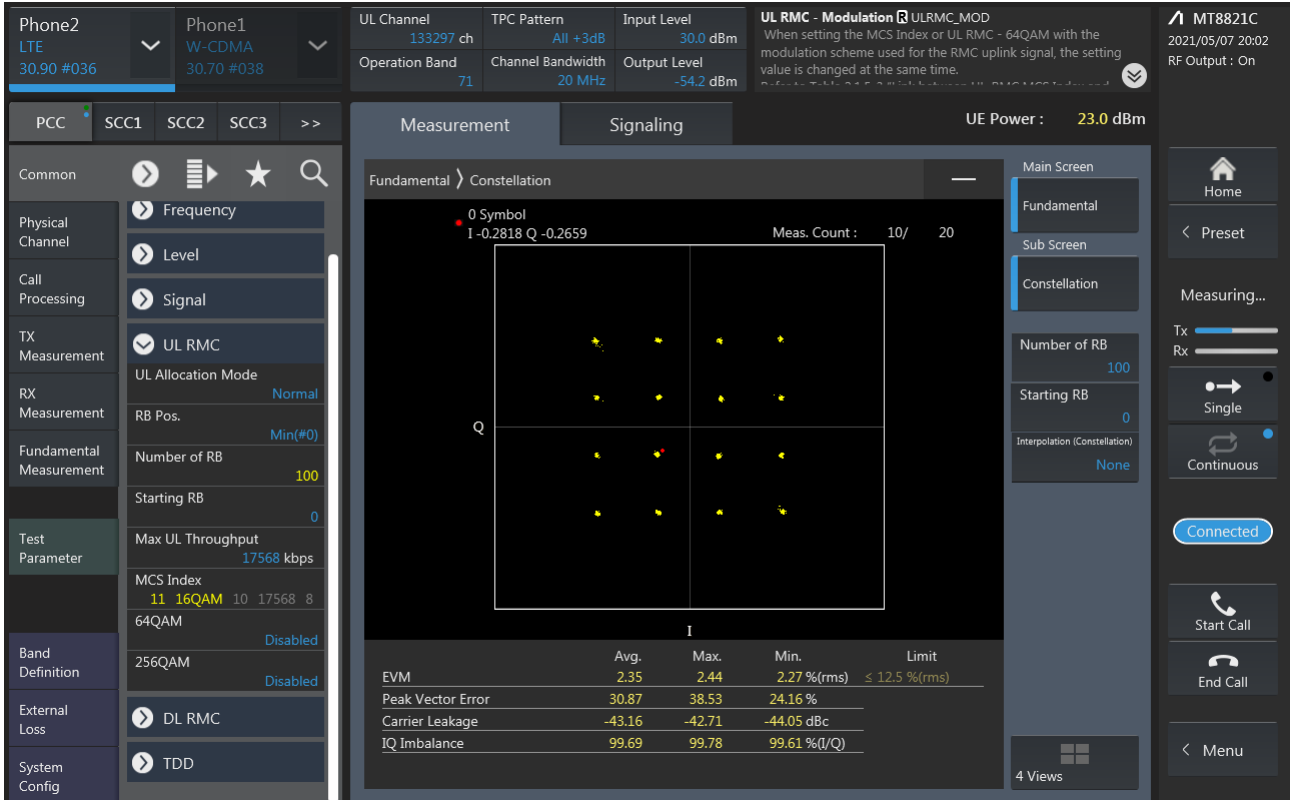 Phone2
LTE
30.90 #036
Phone1
W-CDMA
30.70 #038
UL Channel
133297 ch
TPC Pattern
All +3dB
Input Level
30.0 dBm
Operation Band
71
Channel Bandwidth
20 MHz
Output Level
-54.2 dBm
UL RMC - Modulation R ULRMC_MOD
When setting the MCS Index or UL RMC - 64QAM with the
modulation scheme used for the RMC uplink signal, the setting
value is changed at the same time.
MT8821C
2021/05/07 20:02
RF Output : On
PCC
SCC1
SCC2
SCC3
>>
Measurement
Signaling
UE Power : 23.0 dBm
Common
Physical
Channel
Call
Processing
TX
Measurement
RX
Measurement
Fundamental
Measurement
Test
Parameter
Band
Definition
External
Loss
System
Config
Frequency
Level
Signal
UL RMC
UL Allocation Mode
Normal
RB Pos.
Min(#0)
Number of RB
100
Starting RB
0
Max UL Throughput
17568 kbps
MCS Index
11 16QAM 10 17568 8
64QAM
Disabled
256QAM
Disabled
DL RMC
TDD
Fundamental 〉 Constellation
0 Symbol
I -0.2818 Q -0.2659
Meas. Count : 10/ 20
Q
I
Avg. Max. Min. Limit
EVM 2.35 2.44 2.27 %(rms) ≤ 12.5 %(rms)
Peak Vector Error 30.87 38.53 24.16 %
Carrier Leakage -43.16 -42.71 -44.05 dBc
IQ Imbalance 99.69 99.78 99.61 %(I/Q)
Main Screen
Fundamental
Sub Screen
Constellation
Number of RB
100
Starting RB
0
Interpolation (Constellation)
None
4 Views
Home
< Preset
Measuring...
Tx
Rx
Single
Continuous
Connected
Start Call
End Call
< Menu